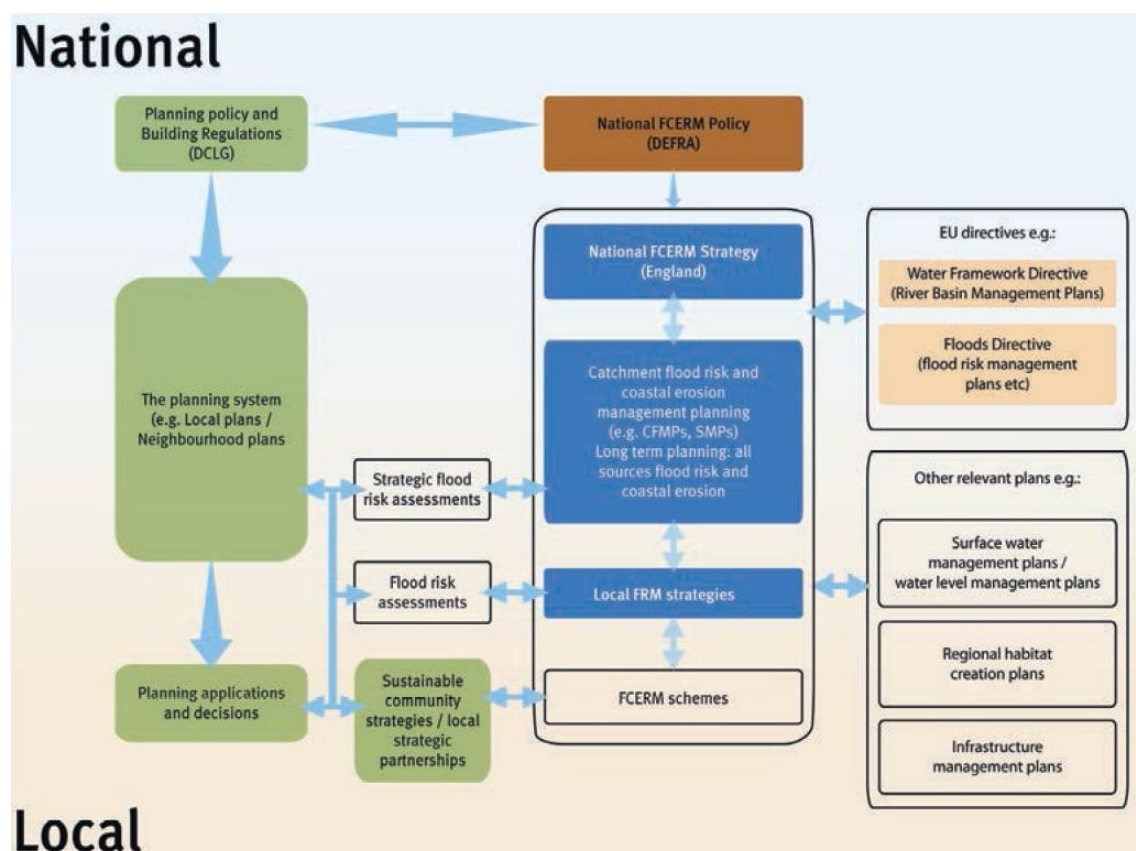 National
Planning policy and
Building Regulations
(DCLG)
National FCERM Policy
(DEFRA)
National FCERM Strategy
(England)
EU directives e.g.:
Water Framework Directive
(River Basin Management Plans)
Floods Directive
(flood risk management
plans etc)
The planning system
(e.g. Local plans /
Neighbourhood plans
Catchment flood risk and
coastal erosion
management planning
(e.g. CFMPs, SMPs)
Long term planning: all
sources flood risk and
coastal erosion
Strategic flood
risk assessments
Other relevant plans e.g.:
Surface water
management plans /
water level management plans
Flood risk
assessments
Local FRM strategies
Regional habitat
creation plans
Planning applications
and decisions
Sustainable
community
strategies / local
strategic
partnerships
FCERM schemes
Infrastructure
management plans
Local